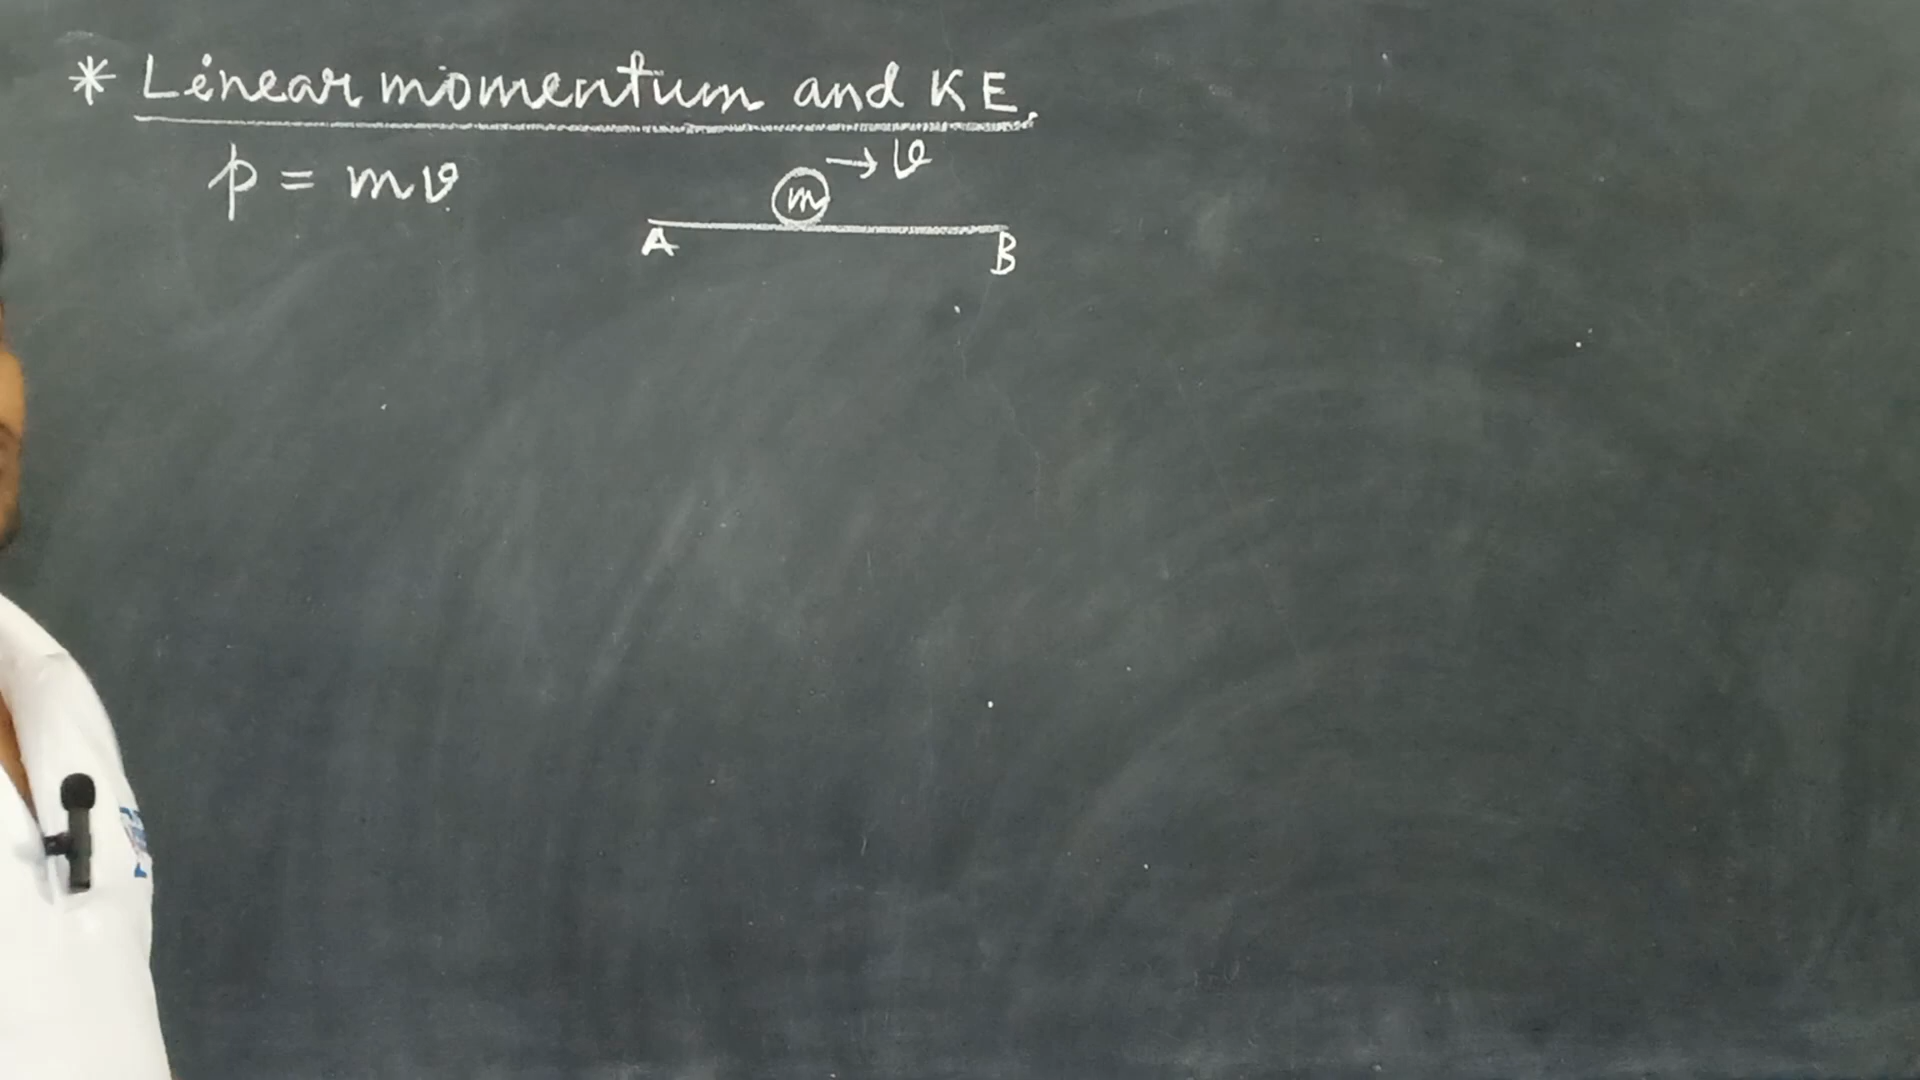 * Linear momentum and KE.
p = mv
m → v
A B